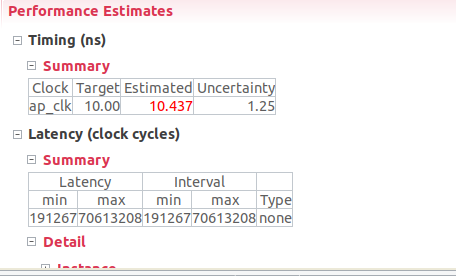 Performance Estimates
Timing (ns)
Summary
Clock Target Estimated Uncertainty
ap_clk 10.00 10.437 1.25
Latency (clock cycles)
Summary
Latency Interval
min max min max Type
191267 70613208 191267 70613208 none
Detail
Instance